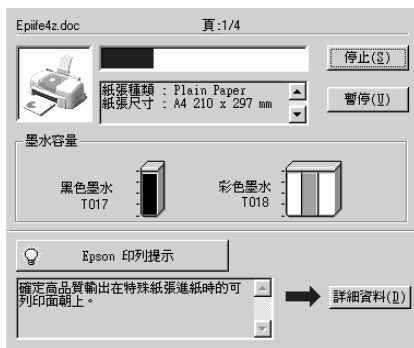 Epiife4z.doc 頁:1/4
停止(S)
紙張種類 : Plain Paper
紙張尺寸 : A4 210 x 297 mm
暫停(U)
墨水容量
黑色墨水
T017
彩色墨水
T018
Epson 印列提示
確定高品質輸出在特殊紙張進紙時的可
列印面朝上。
詳細資料(D)